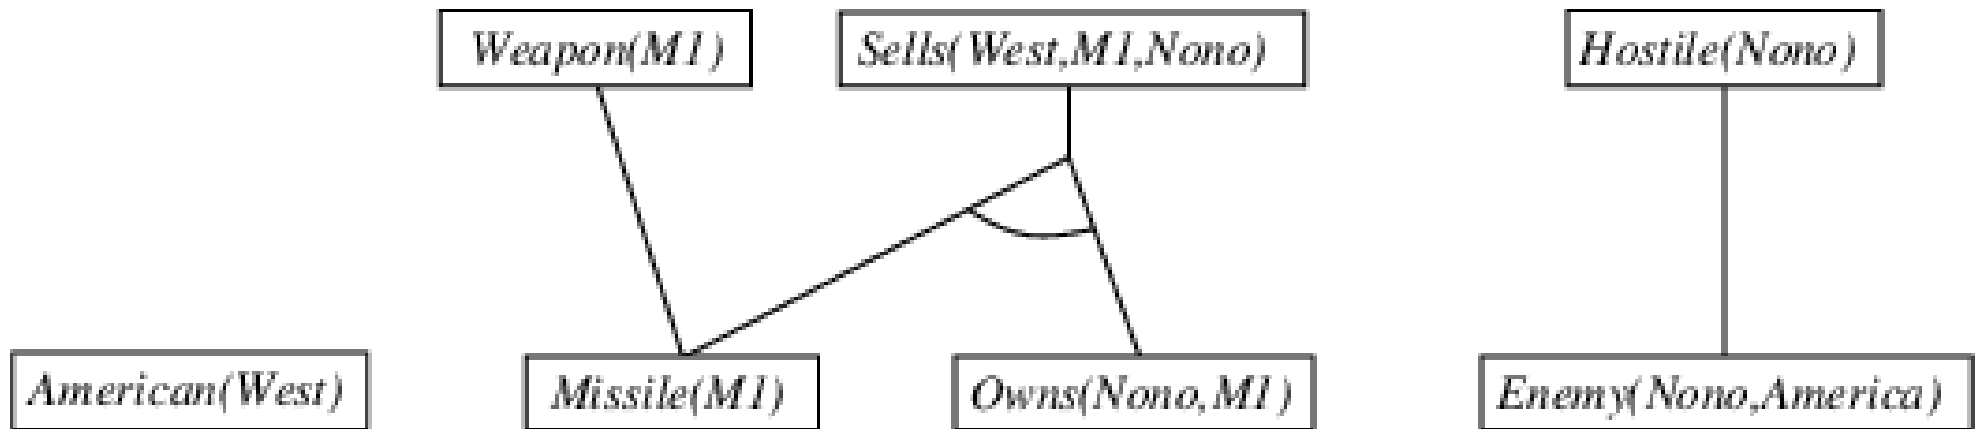 Weapon(M1)
Sells(West,M1,Nono)
Hostile(Nono)
American(West)
Missile(M1)
Owns(Nono,M1)
Enemy(Nono,America)